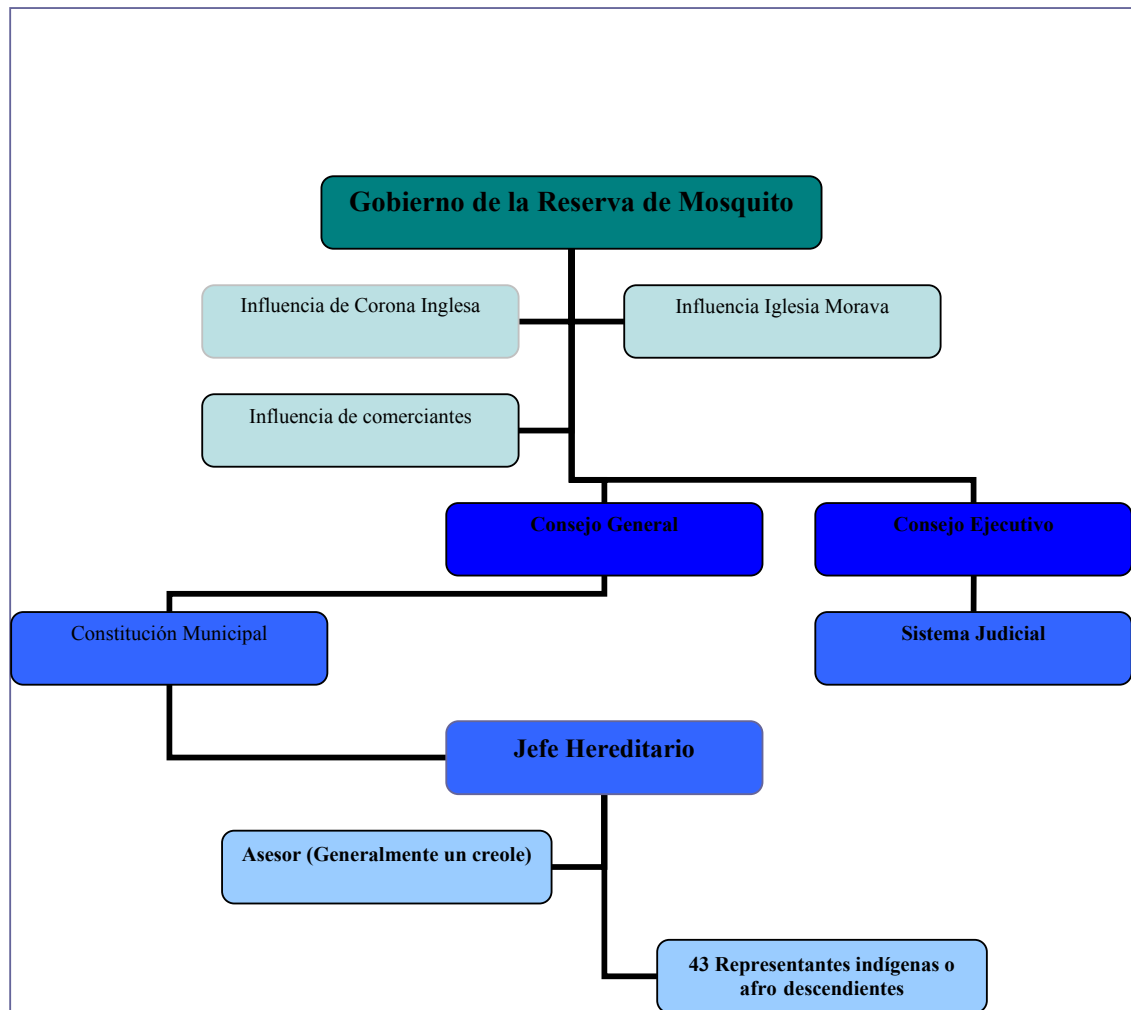 Gobierno de la Reserva de Mosquito
Influencia de Corona Inglesa
Influencia Iglesia Morava
Influencia de comerciantes
Consejo General
Consejo Ejecutivo
Constitución Municipal
Sistema Judicial
Jefe Hereditario
Asesor (Generalmente un creole)
43 Representantes indígenas o
afro descendientes